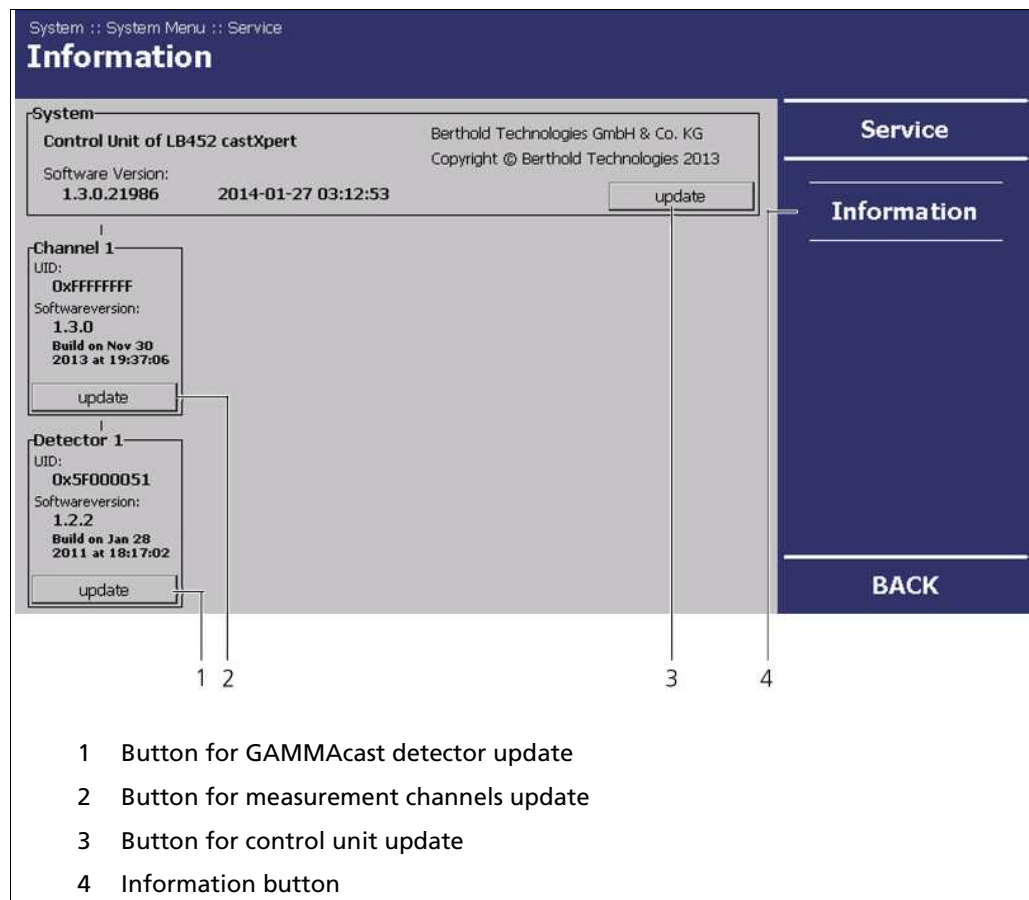 System :: System Menu :: Service
Information
System
Control Unit of LB452 castXpert
Berthold Technologies GmbH & Co. KG
Copyright © Berthold Technologies 2013
Software Version:
1.3.0.21986 2014-01-27 03:12:53
update
Service
Information
Channel 1
UID:
0xFFFFFFFF
Softwareversion:
1.3.0
Build on Nov 30
2013 at 19:37:06
update
Detector 1
UID:
0x5F000051
Softwareversion:
1.2.2
Build on Jan 28
2011 at 18:17:02
update
BACK
1 2 3 4
1 Button for GAMMAcast detector update
2 Button for measurement channels update
3 Button for control unit update
4 Information button